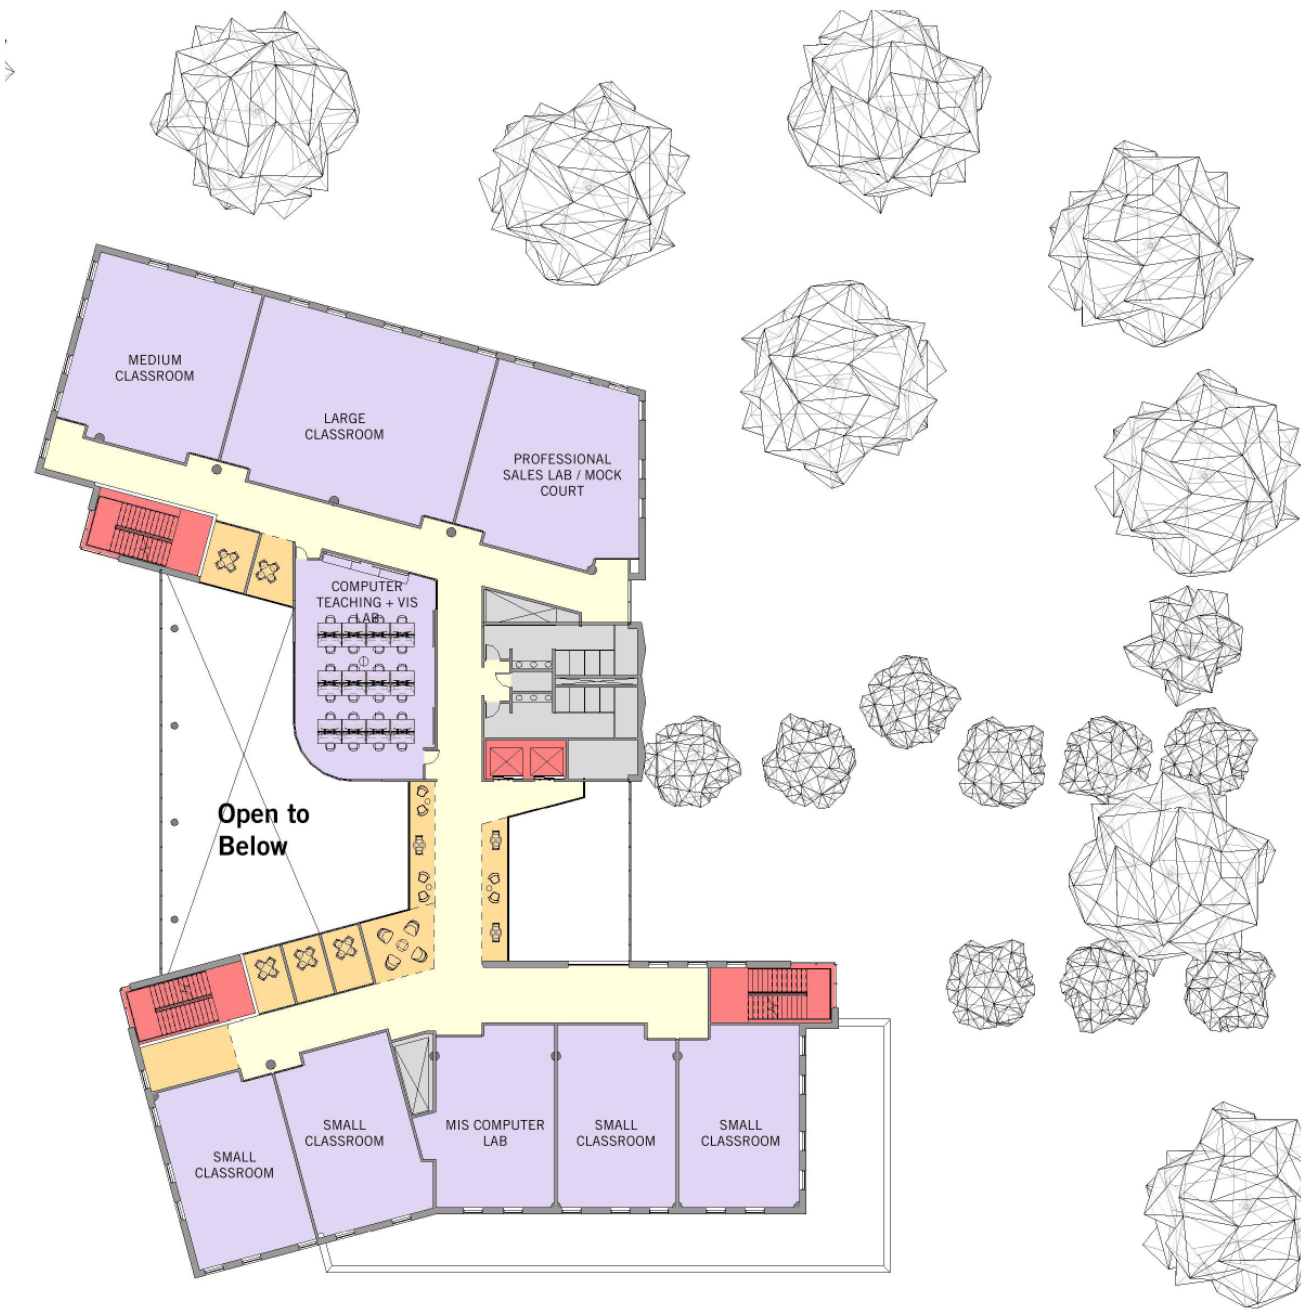 MEDIUM
CLASSROOM
LARGE
CLASSROOM
PROFESSIONAL
SALES LAB / MOCK
COURT
COMPUTER
TEACHING + VIS
LAB
Open to
Below
SMALL
CLASSROOM
SMALL
CLASSROOM
MIS COMPUTER
LAB
SMALL
CLASSROOM
SMALL
CLASSROOM